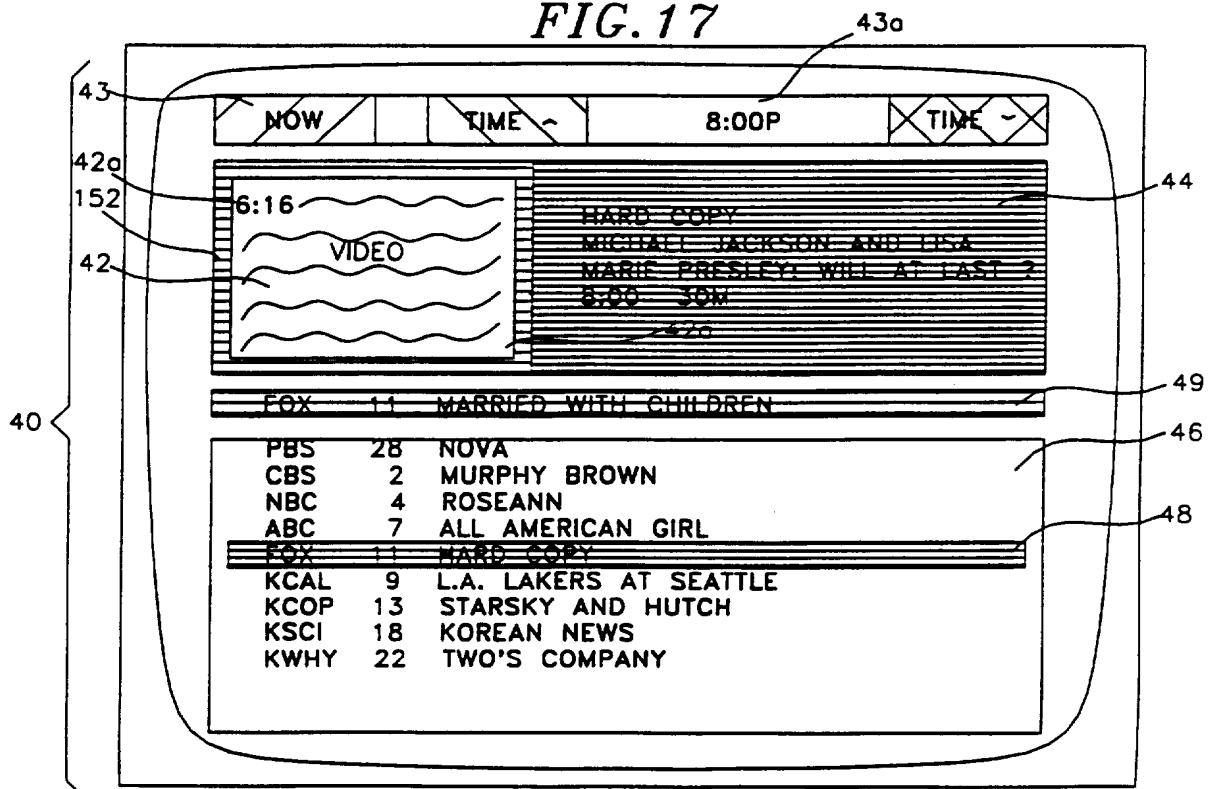 FIG. 17
43a
43
NOW TIME ~ 8:00P TIME ~
42a
6:16
152
44
HARD COPY
MICHAEL JACKSON AND LISA
VIDEO
MARIE PRESLEY: WILL AT LAST ?
42
8:00 30M
42a
49
FOX 11 MARRIED WITH CHILDREN
40
46
PBS 28 NOVA
CBS 2 MURPHY BROWN
NBC 4 ROSEANN
ABC 7 ALL AMERICAN GIRL
48
FOX 11 HARD COPY
KCAL 9 L.A. LAKERS AT SEATTLE
KCOP 13 STARSKY AND HUTCH
KSCI 18 KOREAN NEWS
KWHY 22 TWO'S COMPANY